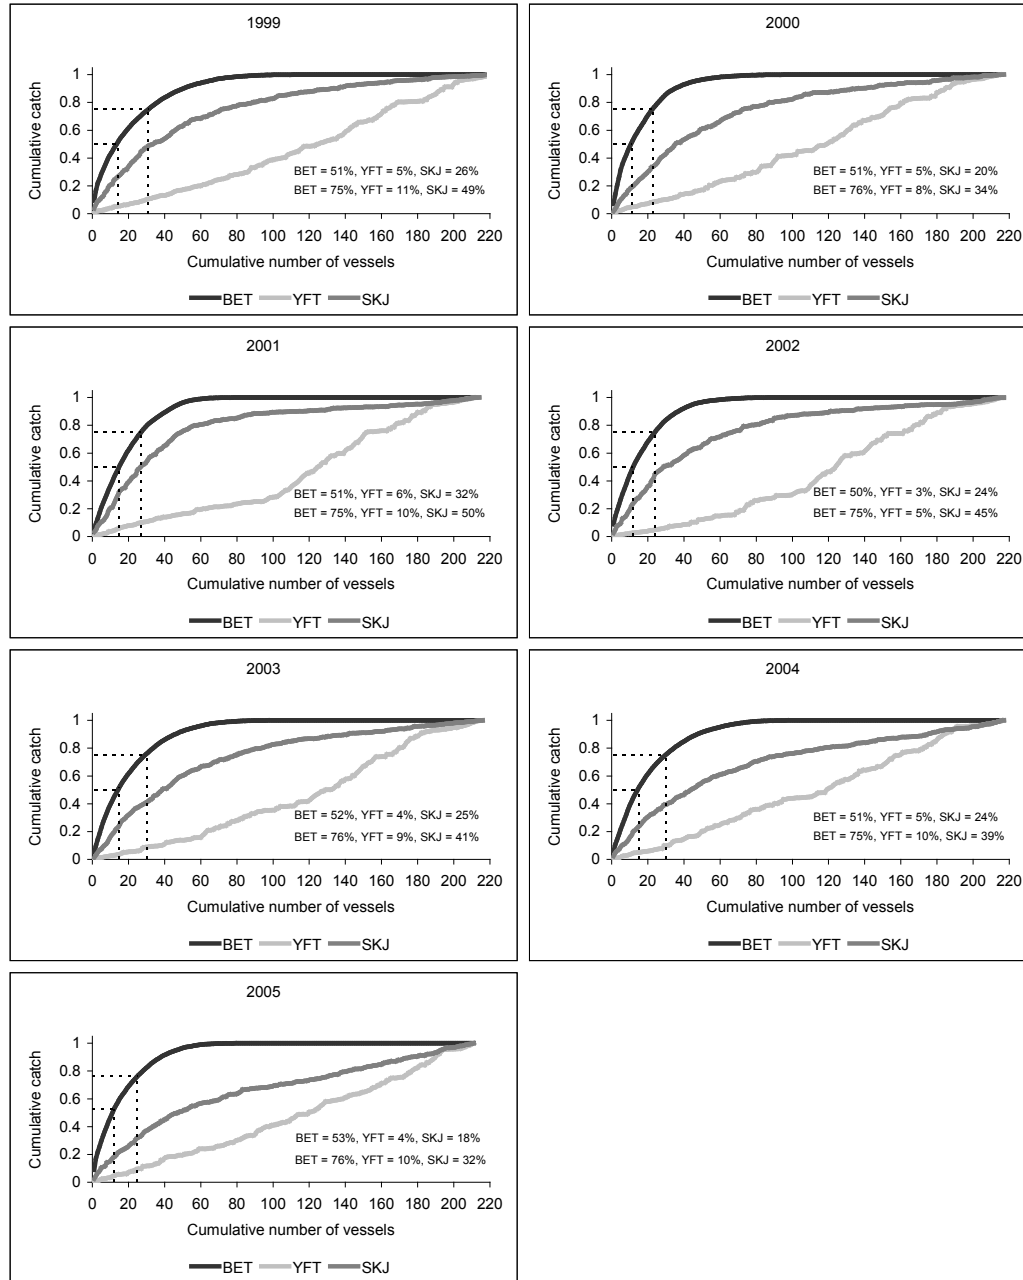 1999
Cumulative catch
1
0.8
0.6
0.4
0.2
0
BET = 51%, YFT = 5%, SKJ = 26%
BET = 75%, YFT = 11%, SKJ = 49%
0 20 40 60 80 100 120 140 160 180 200 220
Cumulative number of vessels
BET YFT SKJ
2000
Cumulative catch
1
0.8
0.6
0.4
0.2
0
BET = 51%, YFT = 5%, SKJ = 20%
BET = 76%, YFT = 8%, SKJ = 34%
0 20 40 60 80 100 120 140 160 180 200 220
Cumulative number of vessels
BET YFT SKJ
2001
Cumulative catch
1
0.8
0.6
0.4
0.2
0
BET = 51%, YFT = 6%, SKJ = 32%
BET = 75%, YFT = 10%, SKJ = 50%
0 20 40 60 80 100 120 140 160 180 200 220
Cumulative number of vessels
BET YFT SKJ
2002
Cumulative catch
1
0.8
0.6
0.4
0.2
0
BET = 50%, YFT = 3%, SKJ = 24%
BET = 75%, YFT = 5%, SKJ = 45%
0 20 40 60 80 100 120 140 160 180 200 220
Cumulative number of vessels
BET YFT SKJ
2003
Cumulative catch
1
0.8
0.6
0.4
0.2
0
BET = 52%, YFT = 4%, SKJ = 25%
BET = 76%, YFT = 9%, SKJ = 41%
0 20 40 60 80 100 120 140 160 180 200 220
Cumulative number of vessels
BET YFT SKJ
2004
Cumulative catch
1
0.8
0.6
0.4
0.2
0
BET = 51%, YFT = 5%, SKJ = 24%
BET = 75%, YFT = 10%, SKJ = 39%
0 20 40 60 80 100 120 140 160 180 200 220
Cumulative number of vessels
BET YFT SKJ
2005
Cumulative catch
1
0.8
0.6
0.4
0.2
0
BET = 53%, YFT = 4%, SKJ = 18%
BET = 76%, YFT = 10%, SKJ = 32%
0 20 40 60 80 100 120 140 160 180 200 220
Cumulative number of vessels
BET YFT SKJ